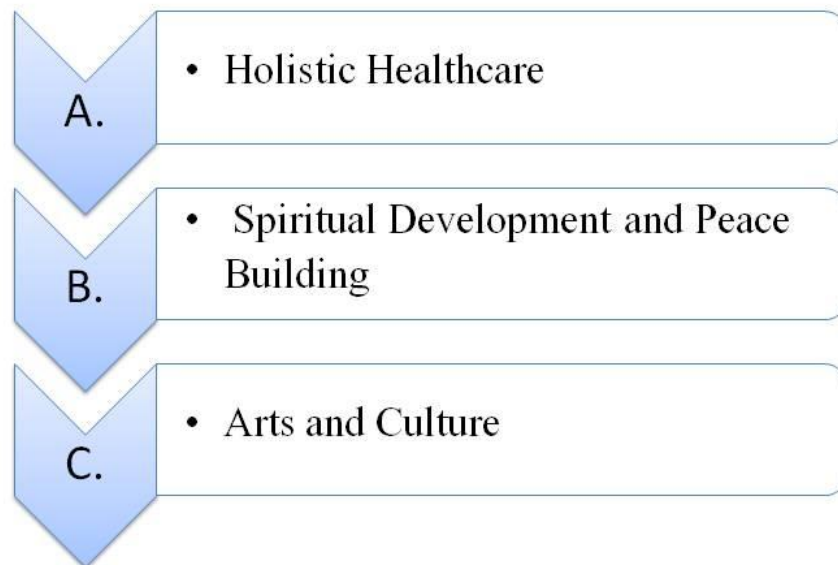 A.
• Holistic Healthcare
B.
• Spiritual Development and Peace
Building
C.
• Arts and Culture